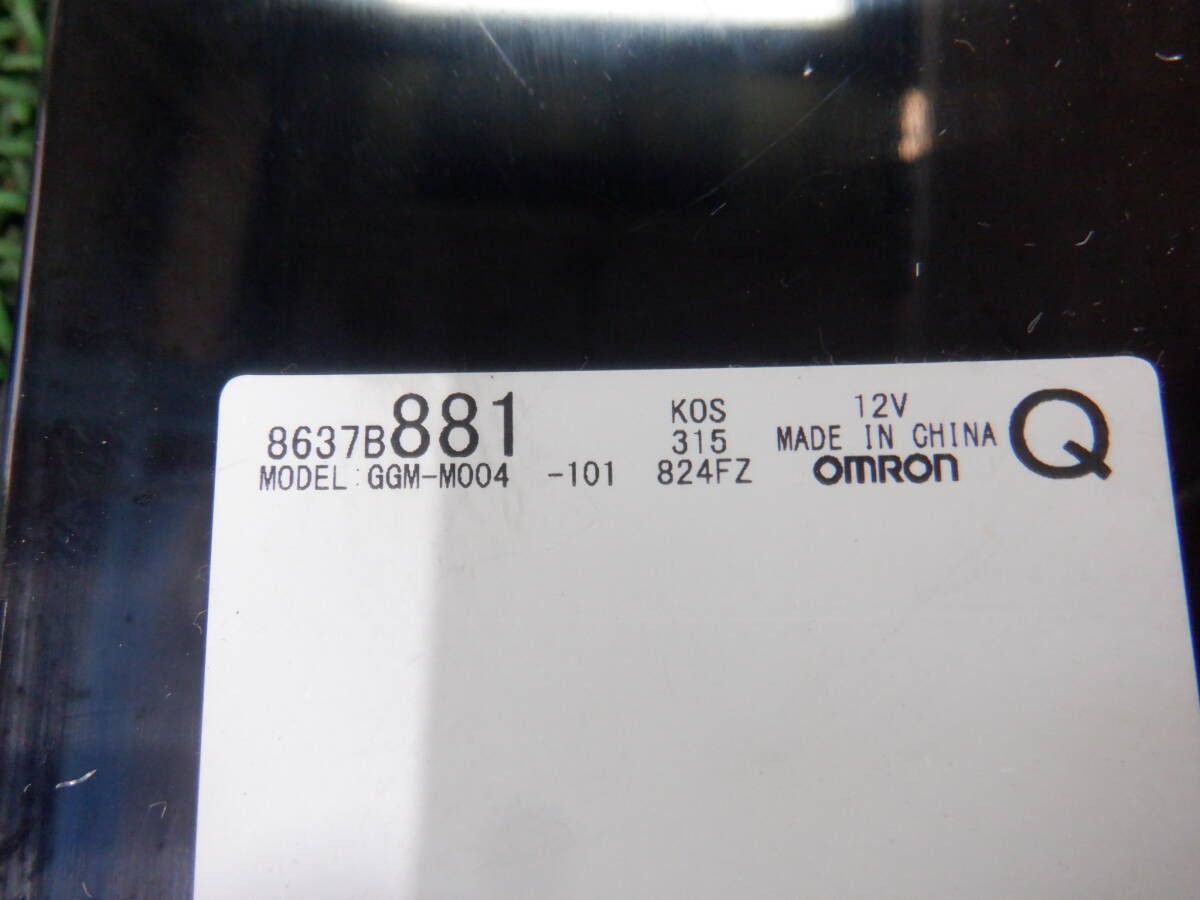 8637B881 KOS 12V
315 MADE IN CHINA Q
MODEL:GGM-M004 -101 824FZ OMRON